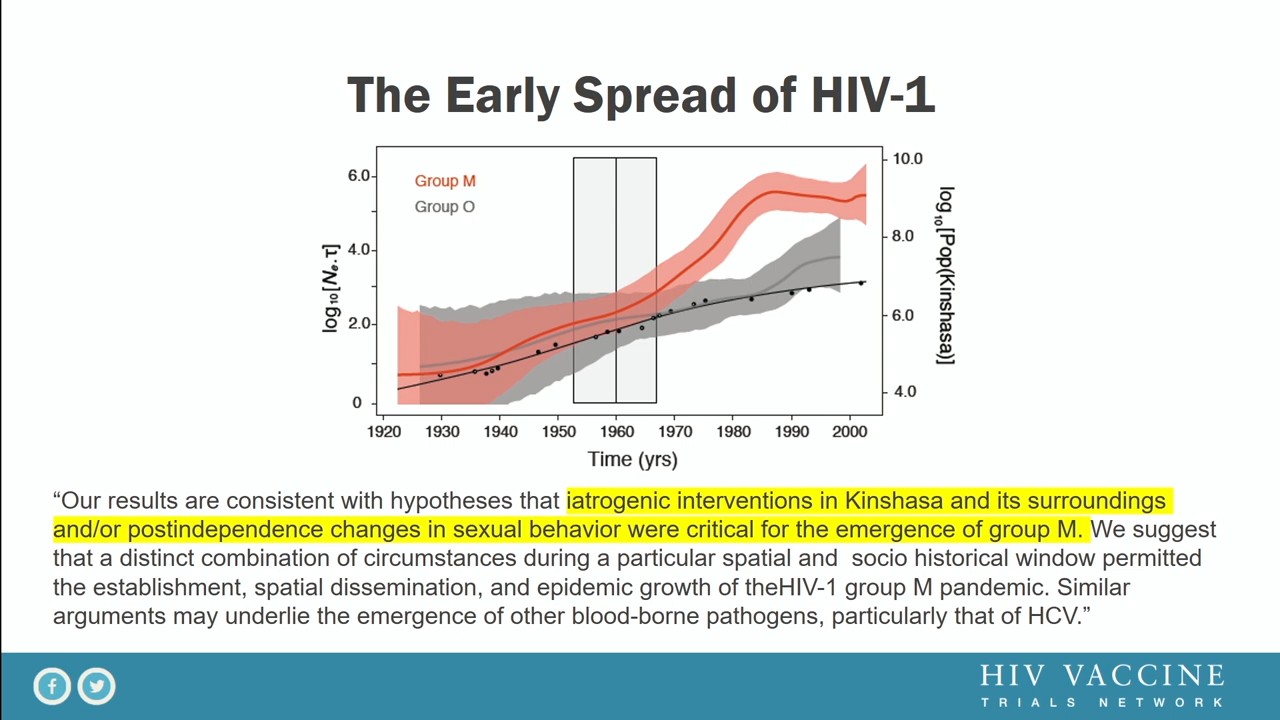 The Early Spread of HIV-1
Group M
Group O
6.0
4.0
2.0
0
log10[Ne.τ]
10.0
8.0
6.0
4.0
log10[Pop(Kinshasa)]
1920 1930 1940 1950 1960 1970 1980 1990 2000
Time (yrs)
“Our results are consistent with hypotheses that iatrogenic interventions in Kinshasa and its surroundings
and/or postindependence changes in sexual behavior were critical for the emergence of group M. We suggest
that a distinct combination of circumstances during a particular spatial and socio historical window permitted
the establishment, spatial dissemination, and epidemic growth of theHIV-1 group M pandemic. Similar
arguments may underlie the emergence of other blood-borne pathogens, particularly that of HCV.”
HIV VACCINE
TRIALS NETWORK